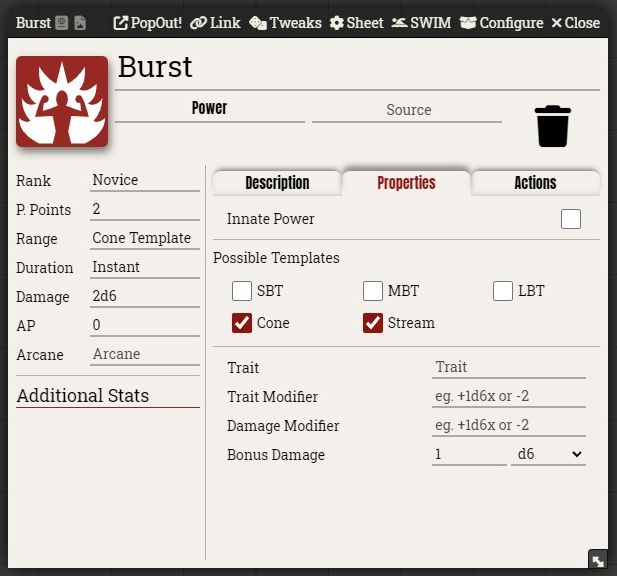 Burst PopOut! Link Tweaks Sheet SWIM Configure Close
Burst
Power Source
Description Properties Actions
Rank Novice
P. Points 2
Range Cone Template
Duration Instant
Damage 2d6
AP 0
Arcane Arcane
Additional Stats
Innate Power
Possible Templates
SBT MBT LBT
Cone Stream
Trait Trait
Trait Modifier eg. +1d6x or -2
Damage Modifier eg. +1d6x or -2
Bonus Damage 1 d6